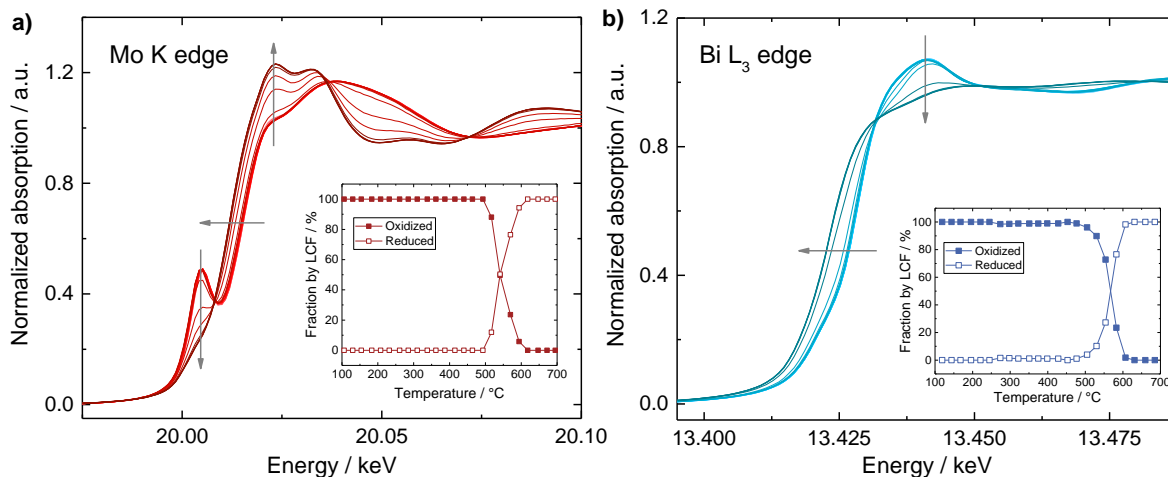 a)
Mo K edge
Normalized absorption / a.u.
1.2
0.8
0.4
0.0
20.00
20.05
20.10
Energy / keV
Fraction by LCF / %
100
80
60
40
20
0
Oxidized
Reduced
100 200 300 400 500 600 700
Temperature / °C
b)
Bi L₃ edge
Normalized absorption / a.u.
1.2
0.8
0.4
0.0
13.400
13.425
13.450
13.475
Energy / keV
Fraction by LCF / %
100
80
60
40
20
0
Oxidized
Reduced
100 200 300 400 500 600 700
Temperature / °C